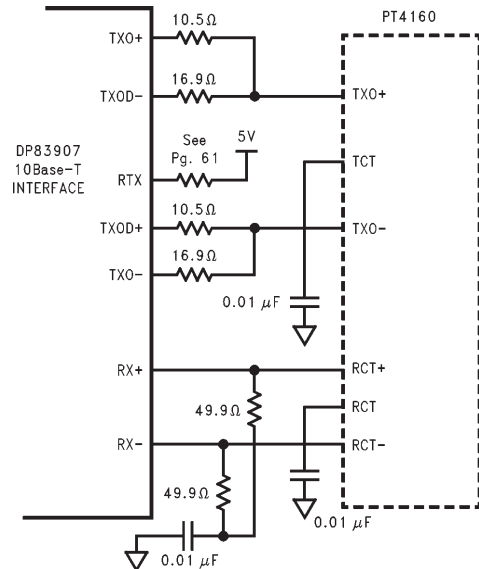 PT4160
10.5Ω
TXO+
16.9Ω
TXOD-
TXO+
See
Pg. 61
5V
DP83907
10Base-T
INTERFACE
TCT
RTX
10.5Ω
TXOD+
TXO-
16.9Ω
TXO-
0.01 µF
RX+
RCT+
49.9Ω
RCT
RX-
RCT-
49.9Ω
0.01 µF
0.01 µF